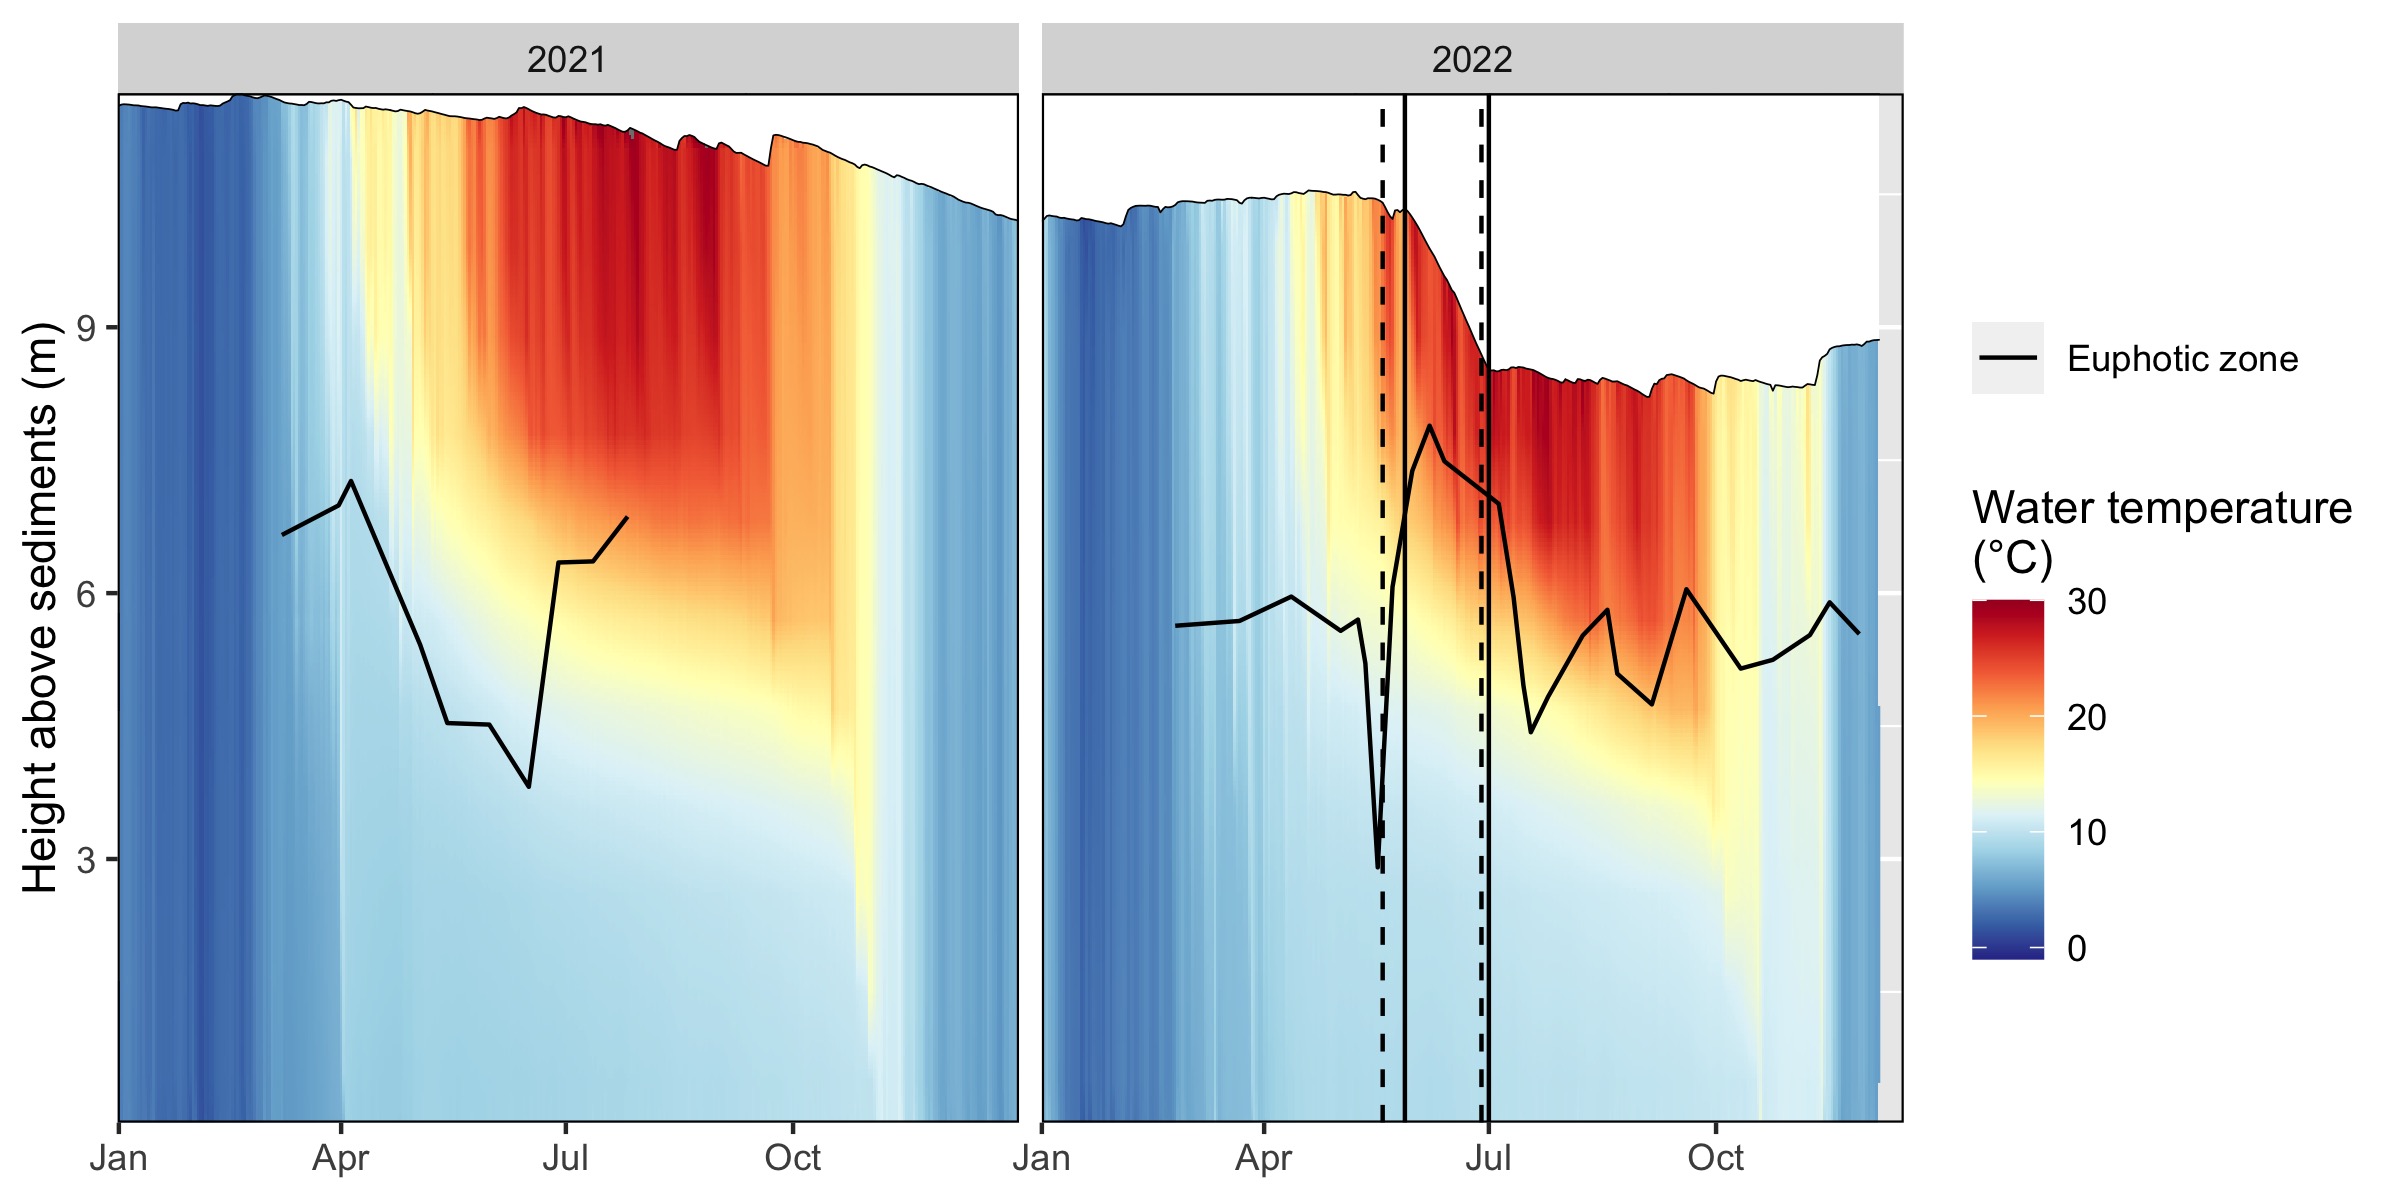 2021
2022
Height above sediments (m)
9
6
3
Jan
Apr
Jul
Oct
Jan
Apr
Jul
Oct
Euphotic zone
Water temperature
(°C)
30
20
10
0